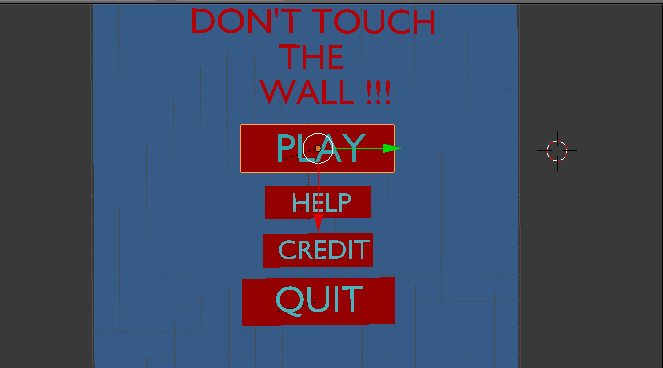 DON'T TOUCH
THE
WALL !!!
PLAY
HELP
CREDIT
QUIT